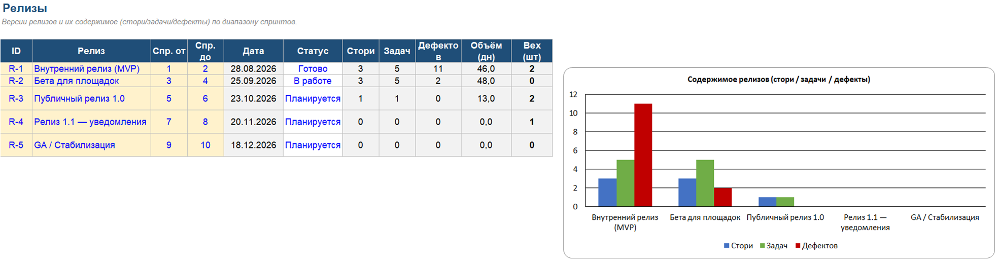 Релизы
Версии релизов и их содержимое (стори/задачи/дефекты) по диапазону спринтов.
ID Релиз Спр. от Спр. до Дата Статус Стори Задач Дефектов Объём (дн) Вех (шт)
R-1 Внутренний релиз (MVP) 1 2 28.08.2026 Готово 3 5 11 46,0 2
R-2 Бета для площадок 3 4 25.09.2026 В работе 3 5 2 48,0 0
R-3 Публичный релиз 1.0 5 6 23.10.2026 Планируется 1 1 0 13,0 2
R-4 Релиз 1.1 — уведомления 7 8 20.11.2026 Планируется 0 0 0 0,0 1
R-5 GA / Стабилизация 9 10 18.12.2026 Планируется 0 0 0 0,0 0
Содержимое релизов (стори / задачи / дефекты)
12
10
8
6
4
2
0
Внутренний релиз (MVP) Бета для площадок Публичный релиз 1.0 Релиз 1.1 — уведомления GA / Стабилизация
Стори Задач Дефектов